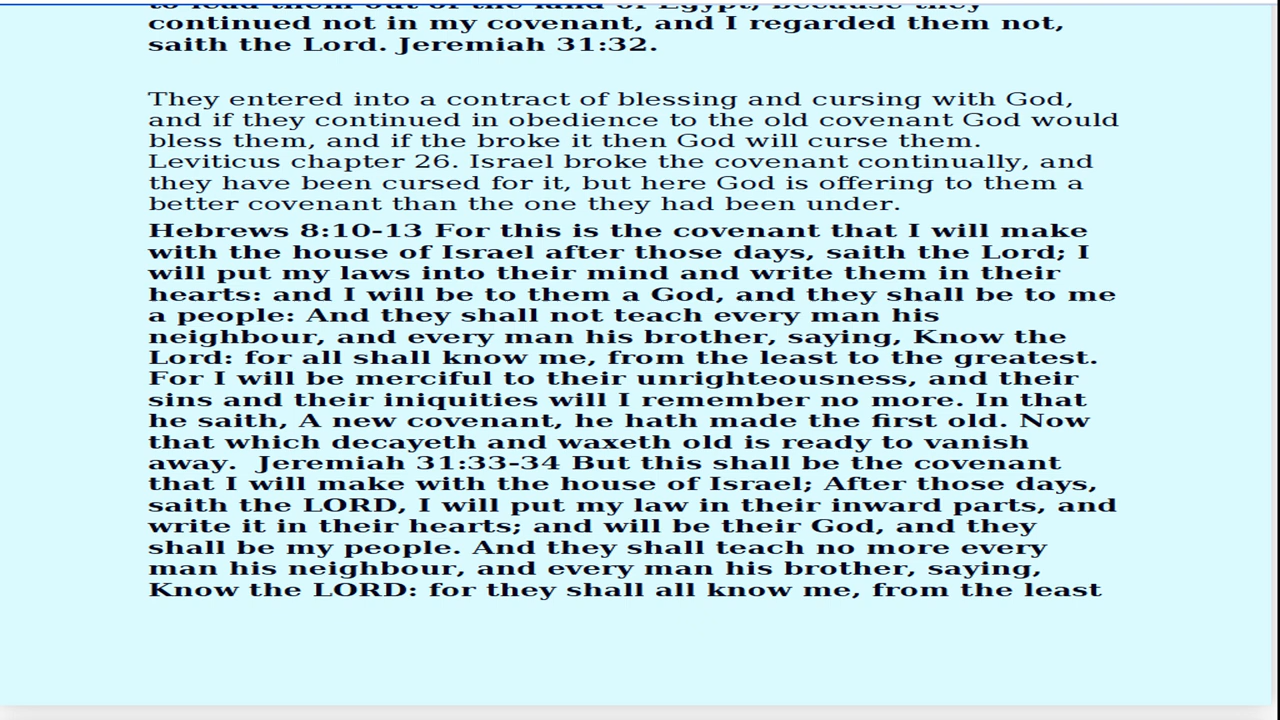 to lead them out of the land of Egypt; because they
continued not in my covenant, and I regarded them not,
saith the Lord. Jeremiah 31:32.
They entered into a contract of blessing and cursing with God,
and if they continued in obedience to the old covenant God would
bless them, and if the broke it then God will curse them.
Leviticus chapter 26. Israel broke the covenant continually, and
they have been cursed for it, but here God is offering to them a
better covenant than the one they had been under.
Hebrews 8:10-13 For this is the covenant that I will make
with the house of Israel after those days, saith the Lord; I
will put my laws into their mind and write them in their
hearts: and I will be to them a God, and they shall be to me
a people: And they shall not teach every man his
neighbour, and every man his brother, saying, Know the
Lord: for all shall know me, from the least to the greatest.
For I will be merciful to their unrighteousness, and their
sins and their iniquities will I remember no more. In that
he saith, A new covenant, he hath made the first old. Now
that which decayeth and waxeth old is ready to vanish
away.  Jeremiah 31:33-34 But this shall be the covenant
that I will make with the house of Israel; After those days,
saith the LORD, I will put my law in their inward parts, and
write it in their hearts; and will be their God, and they
shall be my people. And they shall teach no more every
man his neighbour, and every man his brother, saying,
Know the LORD: for they shall all know me, from the least